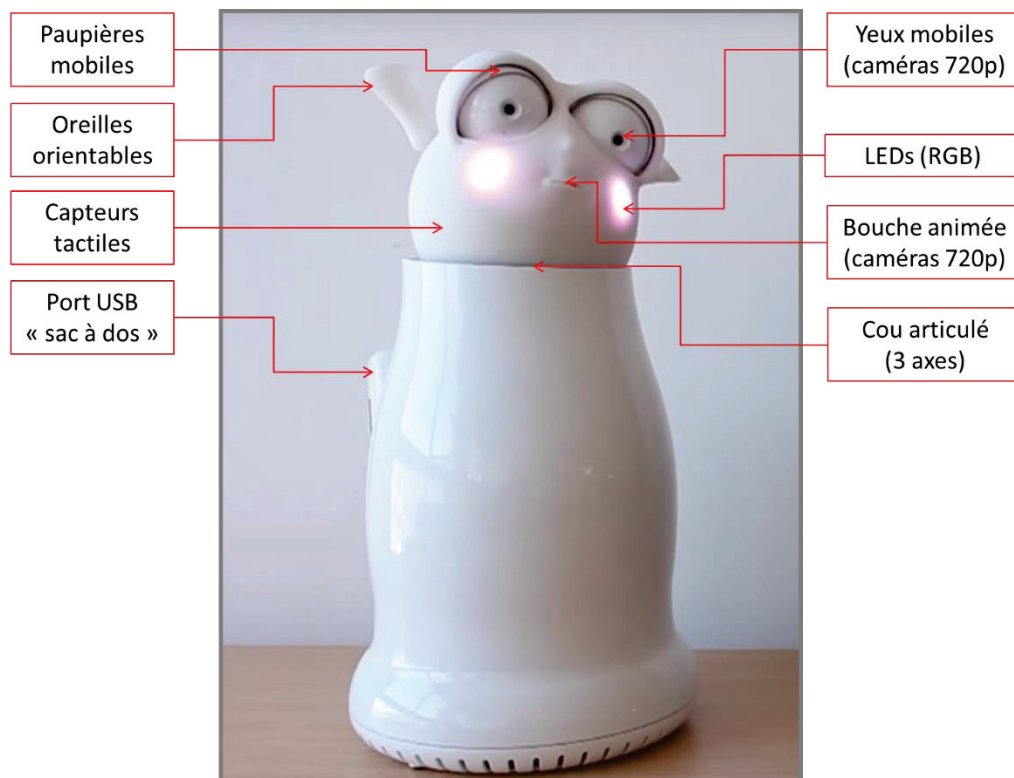 Paupières
mobiles
Oreilles
orientables
Capteurs
tactiles
Port USB
« sac à dos »
Yeux mobiles
(caméras 720p)
LEDs (RGB)
Bouche animée
(caméras 720p)
Cou articulé
(3 axes)